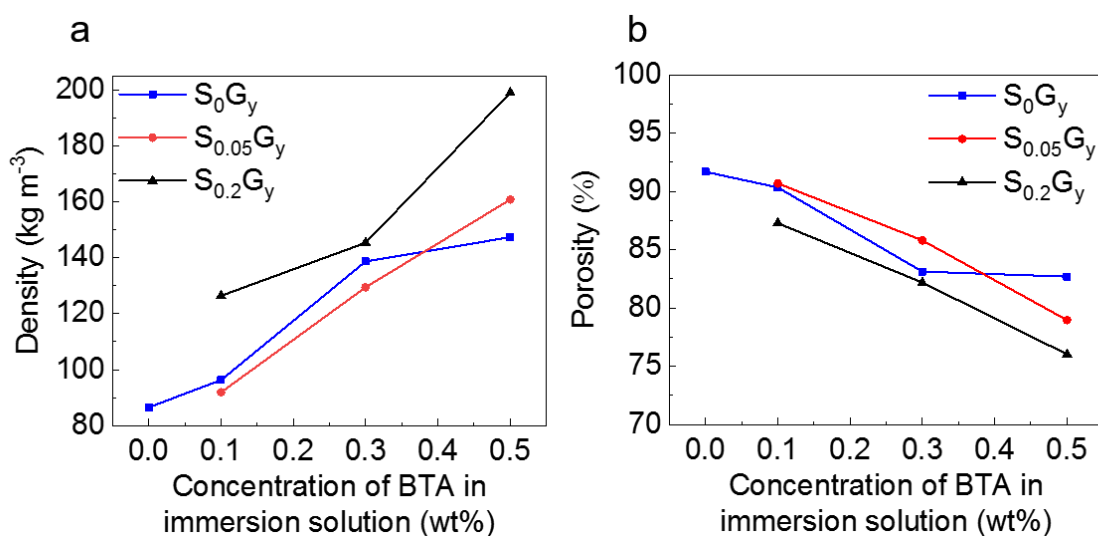 a
200
180
160
140
120
100
80
Density (kg m⁻³)
S₀Gᵧ
S₀.₀₅Gᵧ
S₀.₂Gᵧ
0.0 0.1 0.2 0.3 0.4 0.5
Concentration of BTA in
immersion solution (wt%)
b
100
95
90
85
80
75
70
Porosity (%)
S₀Gᵧ
S₀.₀₅Gᵧ
S₀.₂Gᵧ
0.0 0.1 0.2 0.3 0.4 0.5
Concentration of BTA in
immersion solution (wt%)